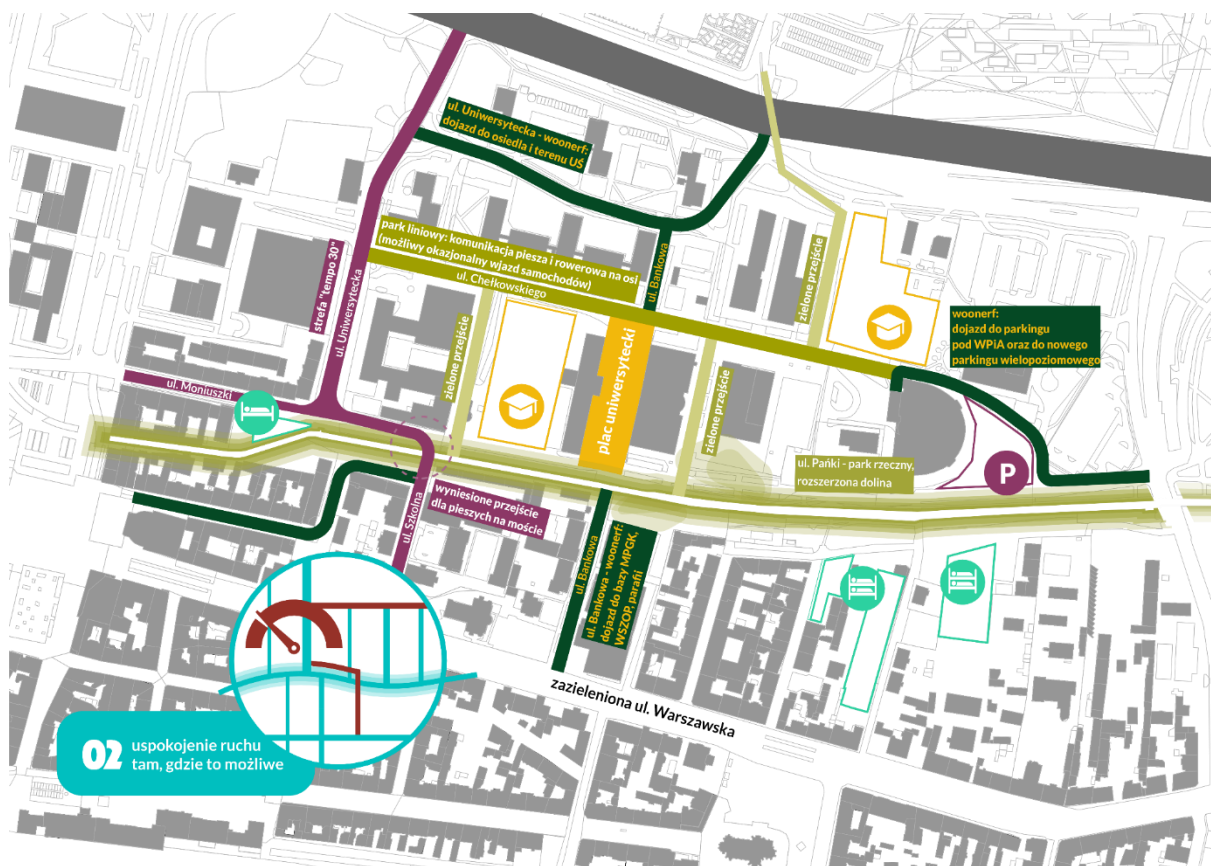 ul. Uniwersytecka - woonerf:
dojazd do osiedla i terenu UŚ
park liniowy: komunikacja piesza i rowerowa na osi
(możliwy okazjonalny wjazd samochodów)
ul. Chełkowskiego
ul. Bankowa
zielone przejście
strefa "tempo 30"
ul. Uniwersytecka
woonerf:
dojazd do parkingu
pod WPiA oraz do nowego
parkingu wielopoziomowego
ul. Moniuszki
zielone przejście
plac uniwersytecki
zielone przejście
ul. Pańki - park rzeczny,
rozszerzona dolina
P
wyniesione przejście
dla pieszych na moście
ul. Szkolna
ul. Bankowa
ul. Bankowa - woonerf:
dojazd do bazy MPGK,
WSZOP, parafii
zazieleniona ul. Warszawska
02 uspokojenie ruchu
tam, gdzie to możliwe